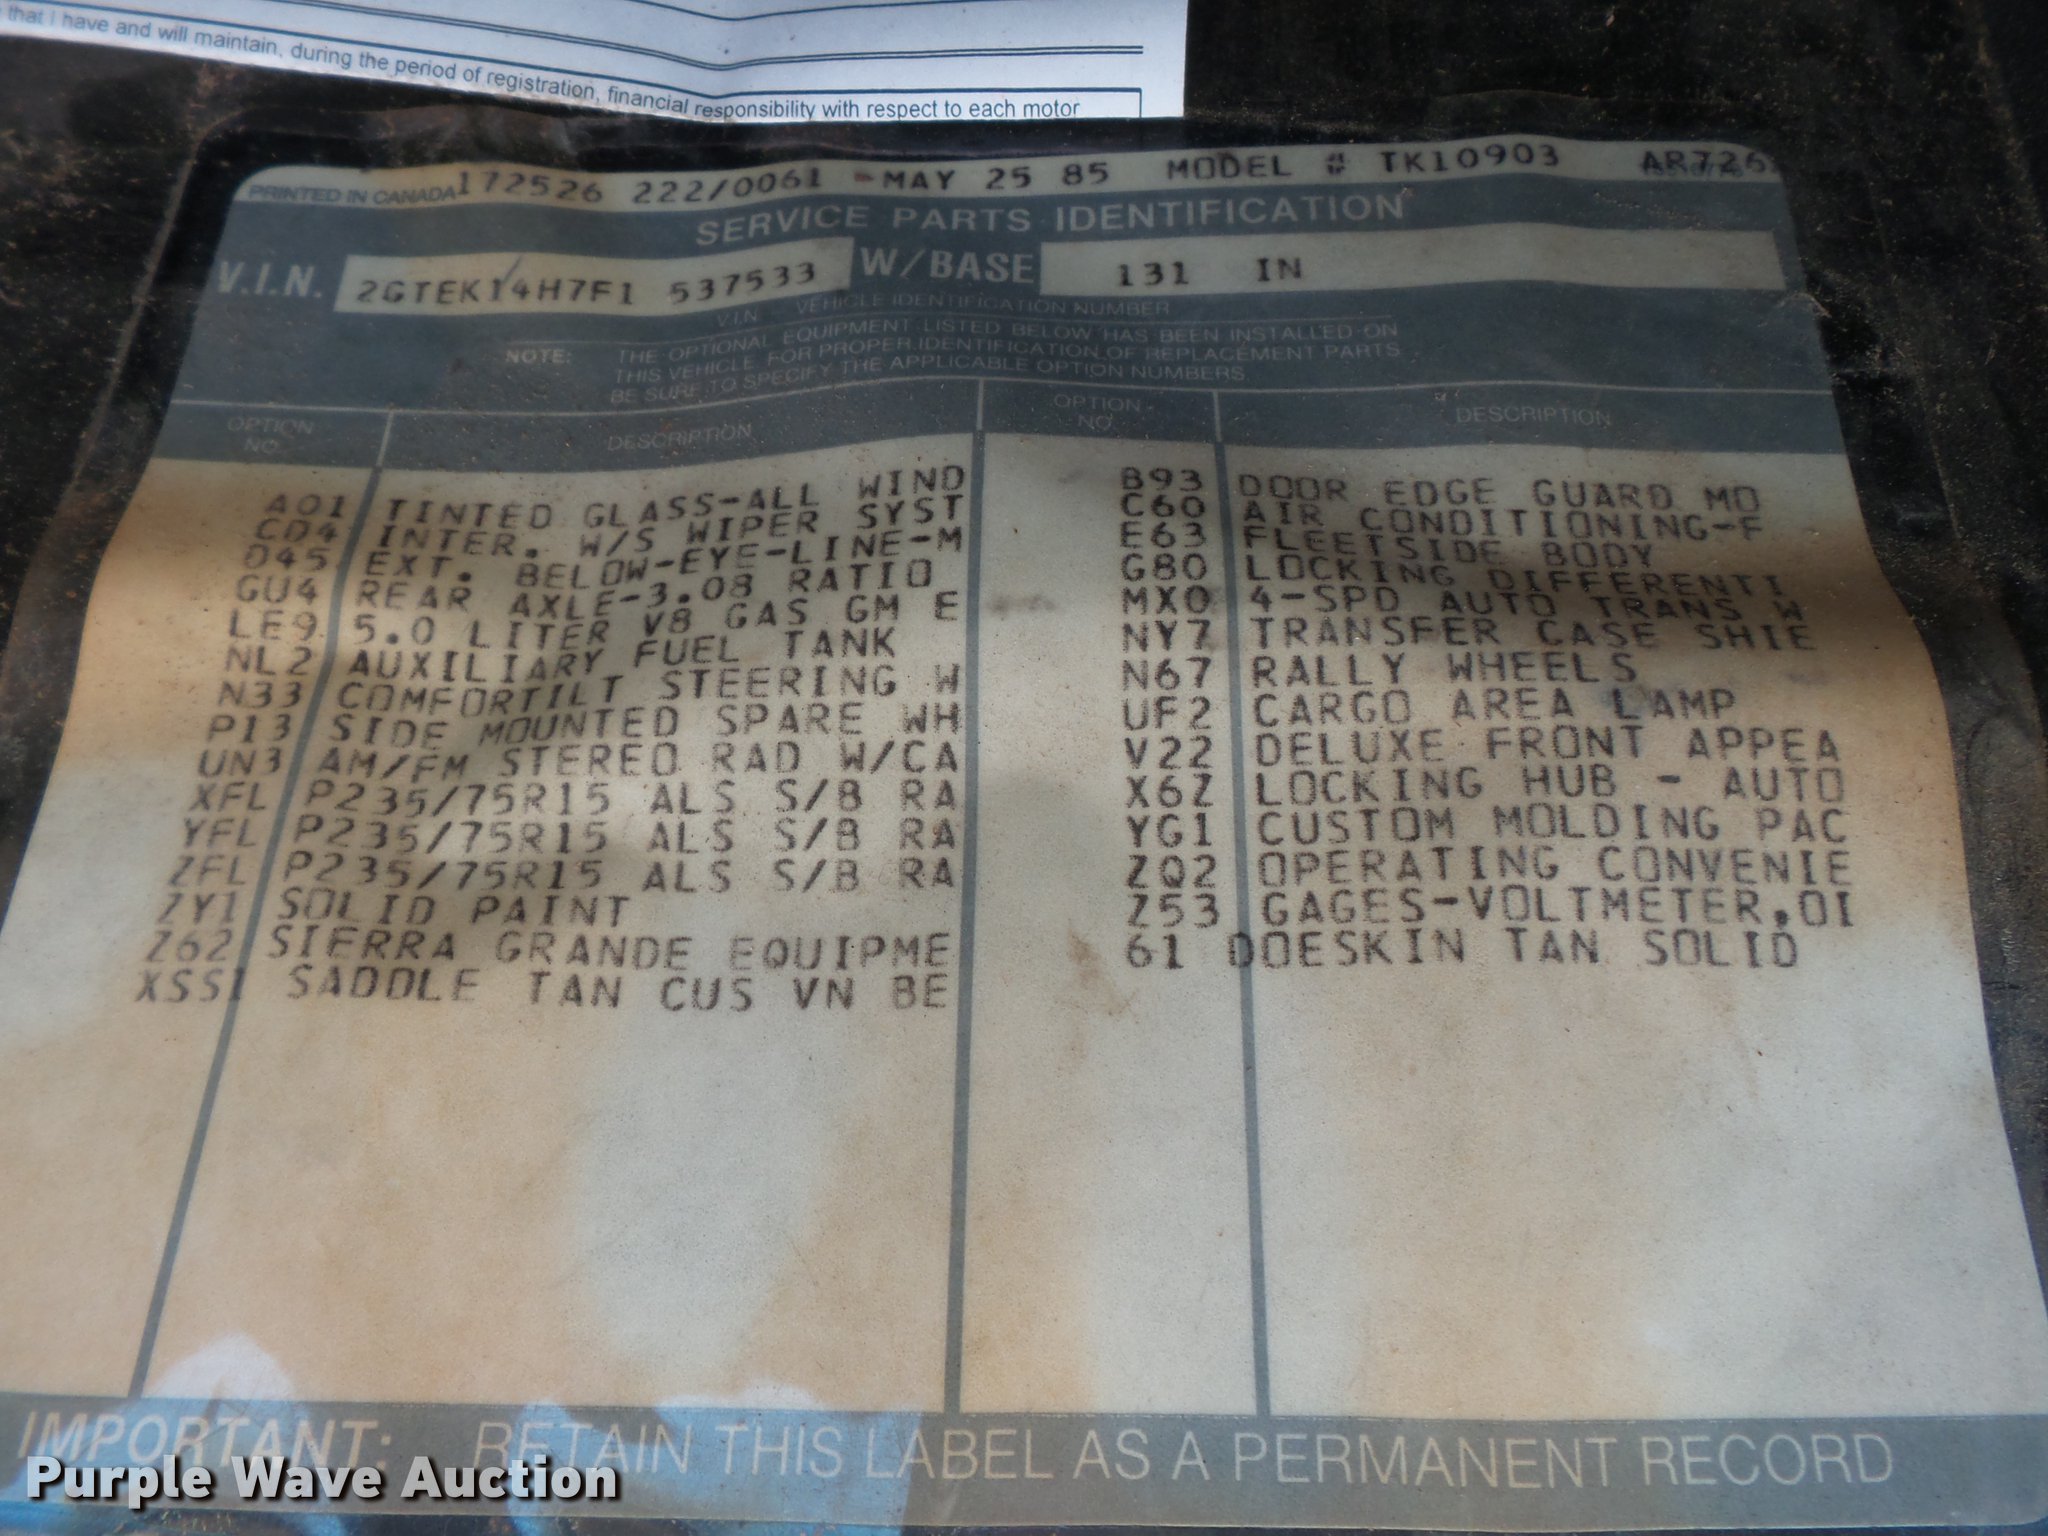 that I have and will maintain, during the period of registration, financial responsibility with respect to each motor
PRINTED IN CANADA 172526 222/0061 -MAY 25 85 MODEL # TK10903
SERVICE PARTS IDENTIFICATION
V.I.N. 2GTEK14H7F1 537533 W/BASE 131 IN
V.I.N. VEHICLE IDENTIFICATION NUMBER
NOTE: THE OPTIONAL EQUIPMENT LISTED BELOW HAS BEEN INSTALLED ON
THIS VEHICLE FOR PROPER IDENTIFICATION OF REPLACEMENT PARTS
BE SURE TO SPECIFY THE APPLICABLE OPTION NUMBERS.
OPTION NO. DESCRIPTION
A01 TINTED GLASS-ALL WIND
CD4 INTER. W/S WIPER SYST
D45 EXT. BELOW-EYE-LINE-M
GU4 REAR AXLE-3.08 RATIO
LE9 5.0 LITER V8 GAS GM E
NL2 AUXILIARY FUEL TANK
N33 COMFORTILT STEERING W
P13 SIDE MOUNTED SPARE WH
UN3 AM/FM STEREO RAD W/CA
XFL P235/75R15 ALS S/B RA
YFL P235/75R15 ALS S/B RA
ZFL P235/75R15 ALS S/B RA
ZY1 SOLID PAINT
Z62 SIERRA GRANDE EQUIPME
XSSI SADDLE TAN CUS VN BE
OPTION NO. DESCRIPTION
B93 DOOR EDGE GUARD MO
C60 AIR CONDITIONING-F
E63 FLEETSIDE BODY
G80 LOCKING DIFFERENTI
MX0 4-SPD AUTO TRANS W
NY7 TRANSFER CASE SHIE
N67 RALLY WHEELS
UF2 CARGO AREA LAMP
V22 DELUXE FRONT APPEA
X6Z LOCKING HUB - AUTO
YG1 CUSTOM MOLDING PAC
ZQ2 OPERATING CONVENIE
Z53 GAGES-VOLTMETER,OI
61 DOESKIN TAN SOLID
IMPORTANT: RETAIN THIS LABEL AS A PERMANENT RECORD
Purple Wave Auction